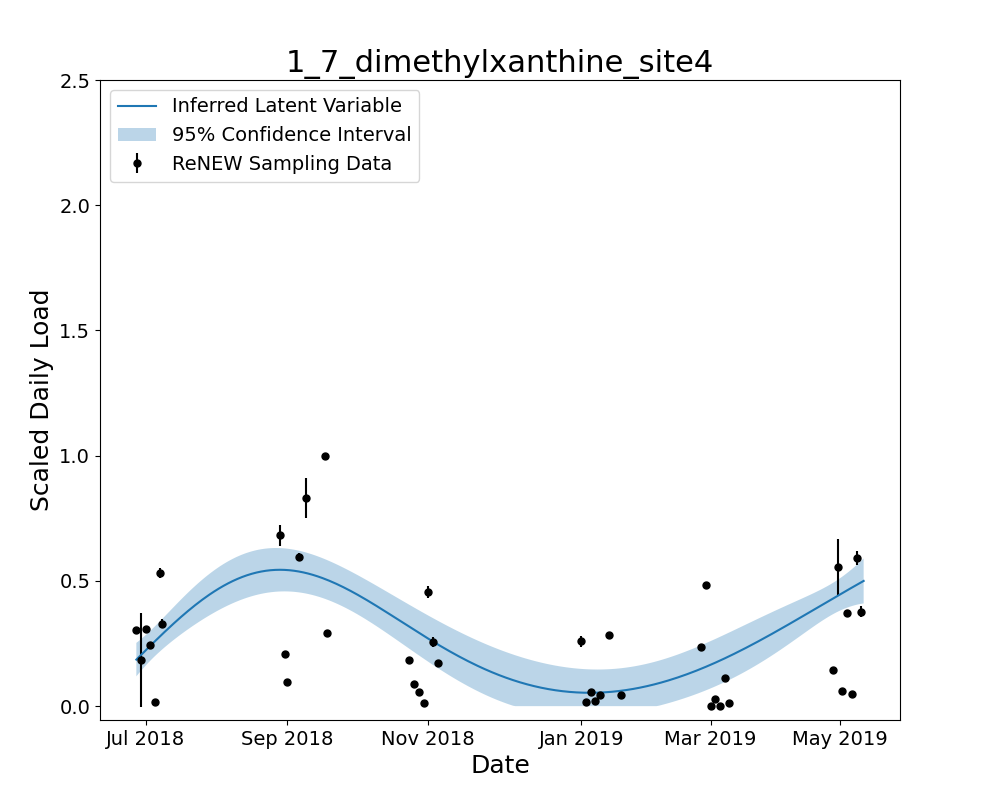 1_7_dimethylxanthine_site4
Inferred Latent Variable
95% Confidence Interval
ReNEW Sampling Data
Scaled Daily Load
2.5
2.0
1.5
1.0
0.5
0.0
Jul 2018 Sep 2018 Nov 2018 Jan 2019 Mar 2019 May 2019
Date